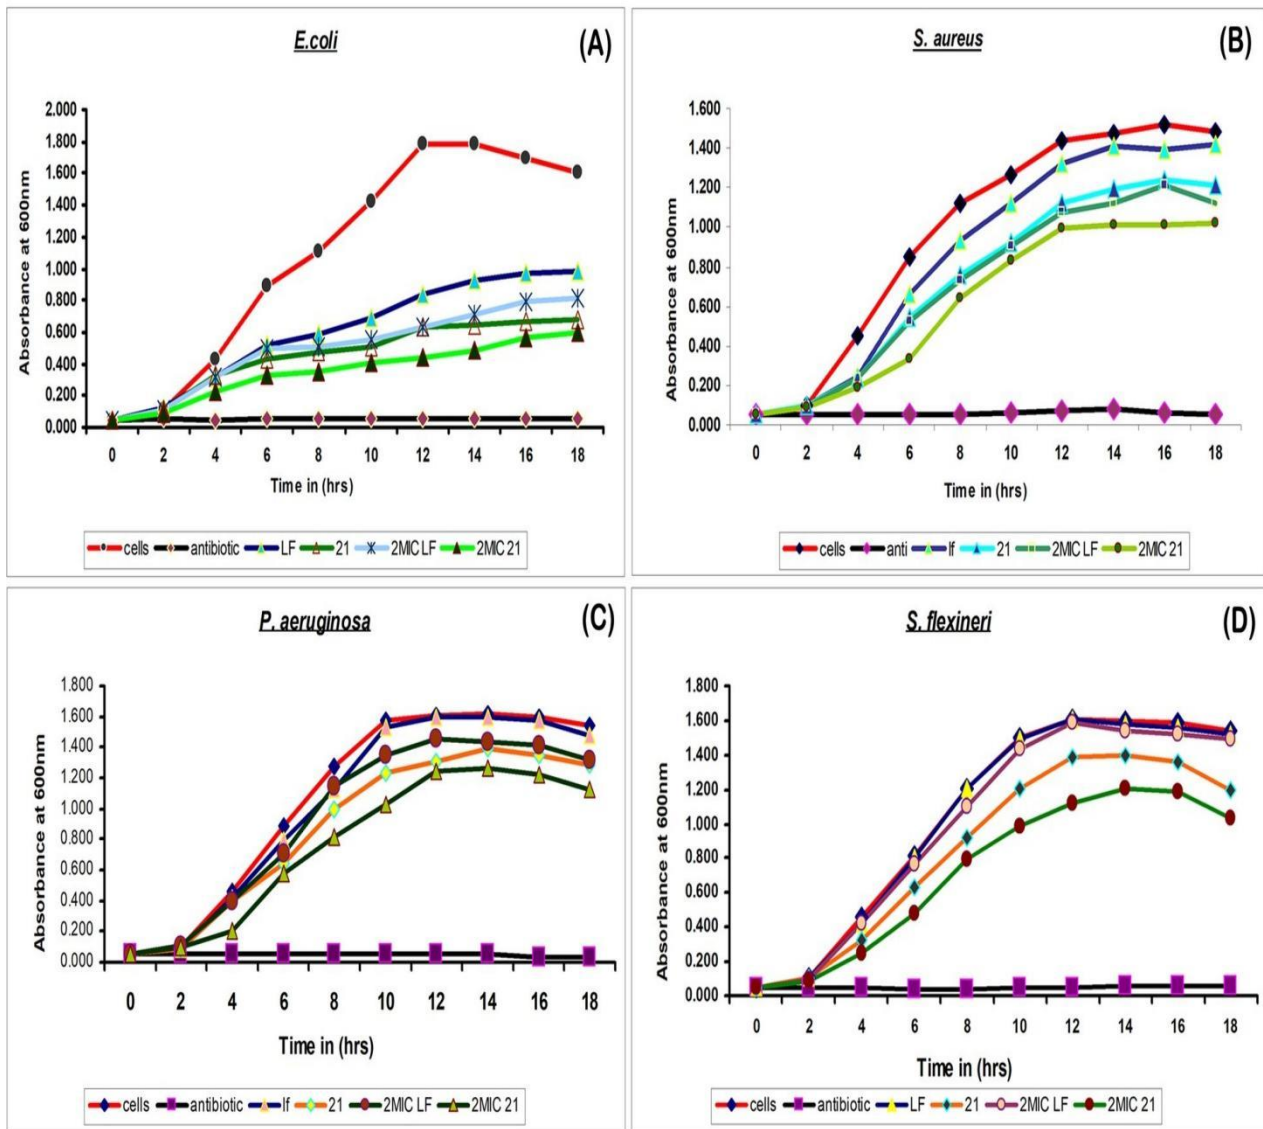 E.coli
(A)
2.000
1.800
1.600
1.400
1.200
1.000
0.800
0.600
0.400
0.200
0.000
Absorbance at 600nm
0 2 4 6 8 10 12 14 16 18
Time in (hrs)
cells antibiotic LF 21 2MIC LF 2MIC 21
S. aureus
(B)
1.600
1.400
1.200
1.000
0.800
0.600
0.400
0.200
0.000
Absorbance at 600nm
0 2 4 6 8 10 12 14 16 18
Time in (hrs)
cells anti lf 21 2MIC LF 2MIC 21
P. aeruginosa
(C)
1.800
1.600
1.400
1.200
1.000
0.800
0.600
0.400
0.200
0.000
Absorbance at 600nm
0 2 4 6 8 10 12 14 16 18
Time in (hrs)
cells antibiotic lf 21 2MIC LF 2MIC 21
S. flexineri
(D)
1.800
1.600
1.400
1.200
1.000
0.800
0.600
0.400
0.200
0.000
Absorbance at 600nm
0 2 4 6 8 10 12 14 16 18
Time in (hrs)
cells antibiotic LF 21 2MIC LF 2MIC 21